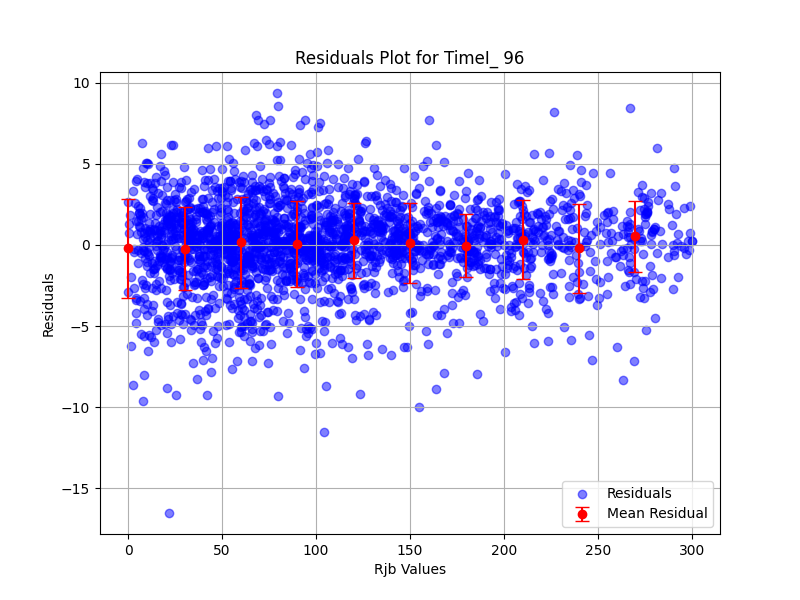 Residuals Plot for TimeI_ 96
10
5
0
−5
−10
−15
Residuals
0
50
100
150
200
250
300
Rjb Values
Residuals
Mean Residual